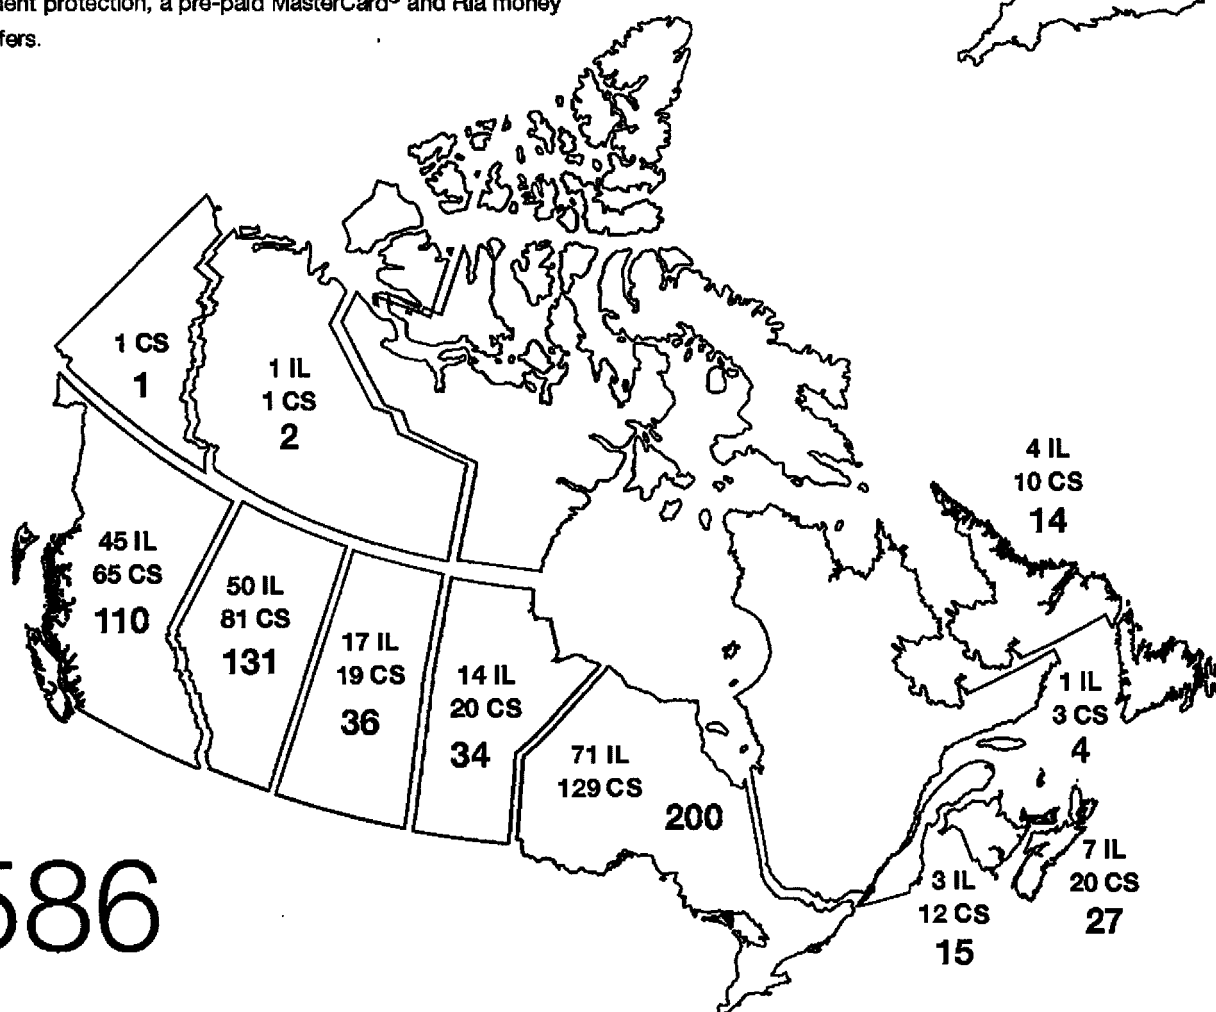 protection, a pre-paid MasterCard® and Ria money
1 CS
1
1 IL
1 CS
2
4 IL
10 CS
14
45 IL
65 CS
110
50 IL
81 CS
131
17 IL
19 CS
36
14 IL
20 CS
34
71 IL
129 CS
200
1 IL
3 CS
4
7 IL
20 CS
27
3 IL
12 CS
15
586